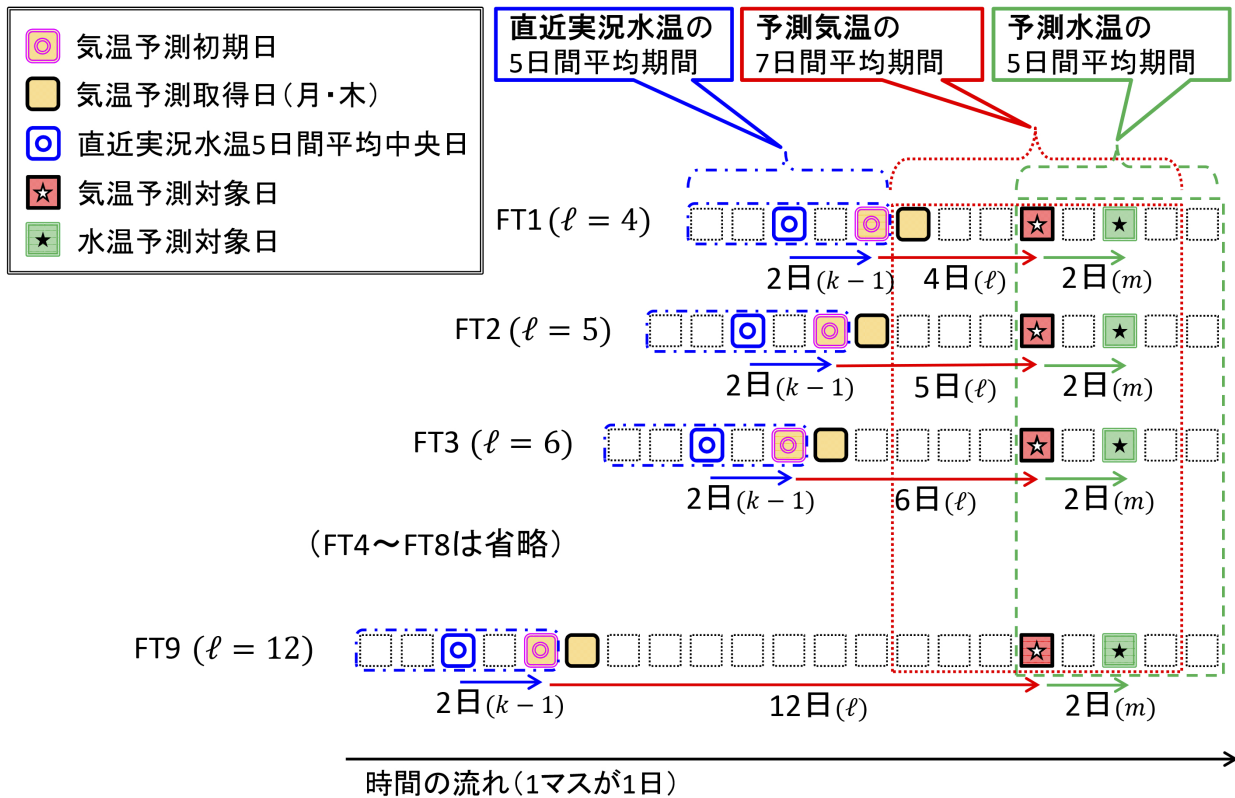 気温予測初期日
気温予測取得日(月・木)
直近実況水温5日間平均中央日
気温予測対象日
水温予測対象日
直近実況水温の
5日間平均期間
予測気温の
7日間平均期間
予測水温の
5日間平均期間
FT1(ℓ = 4)
2日(k − 1) 4日(ℓ) 2日(m)
FT2 (ℓ = 5)
2日(k − 1) 5日(ℓ) 2日(m)
FT3 (ℓ = 6)
2日(k − 1) 6日(ℓ) 2日(m)
(FT4～FT8は省略)
FT9 (ℓ = 12)
2日(k − 1) 12日(ℓ) 2日(m)
時間の流れ(1マスが1日)